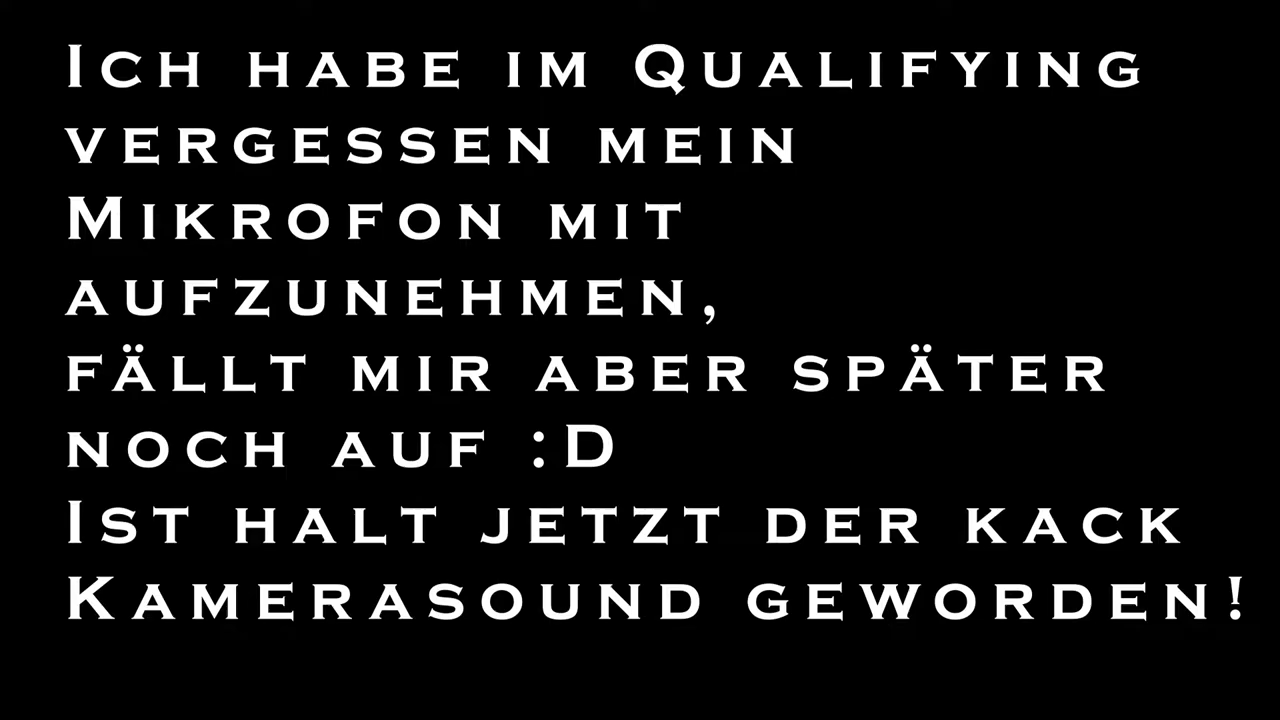 Ich habe im Qualifying
vergessen mein
Mikrofon mit
aufzunehmen,
fällt mir aber später
noch auf :D
Ist halt jetzt der kack
Kamerasound geworden!